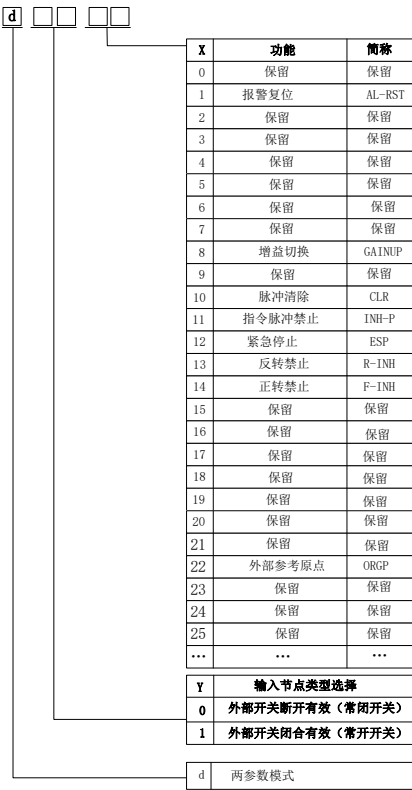 d
X 功能 简称
0 保留 保留
1 报警复位 AL-RST
2 保留 保留
3 保留 保留
4 保留 保留
5 保留 保留
6 保留 保留
7 保留 保留
8 增益切换 GAINUP
9 保留 保留
10 脉冲清除 CLR
11 指令脉冲禁止 INH-P
12 紧急停止 ESP
13 反转禁止 R-INH
14 正转禁止 F-INH
15 保留 保留
16 保留 保留
17 保留 保留
18 保留 保留
19 保留 保留
20 保留 保留
21 保留 保留
22 外部参考原点 ORGP
23 保留 保留
24 保留 保留
25 保留 保留
... ... ...
Y 输入节点类型选择
0 外部开关断开有效（常闭开关）
1 外部开关闭合有效（常开开关）
d 两参数模式